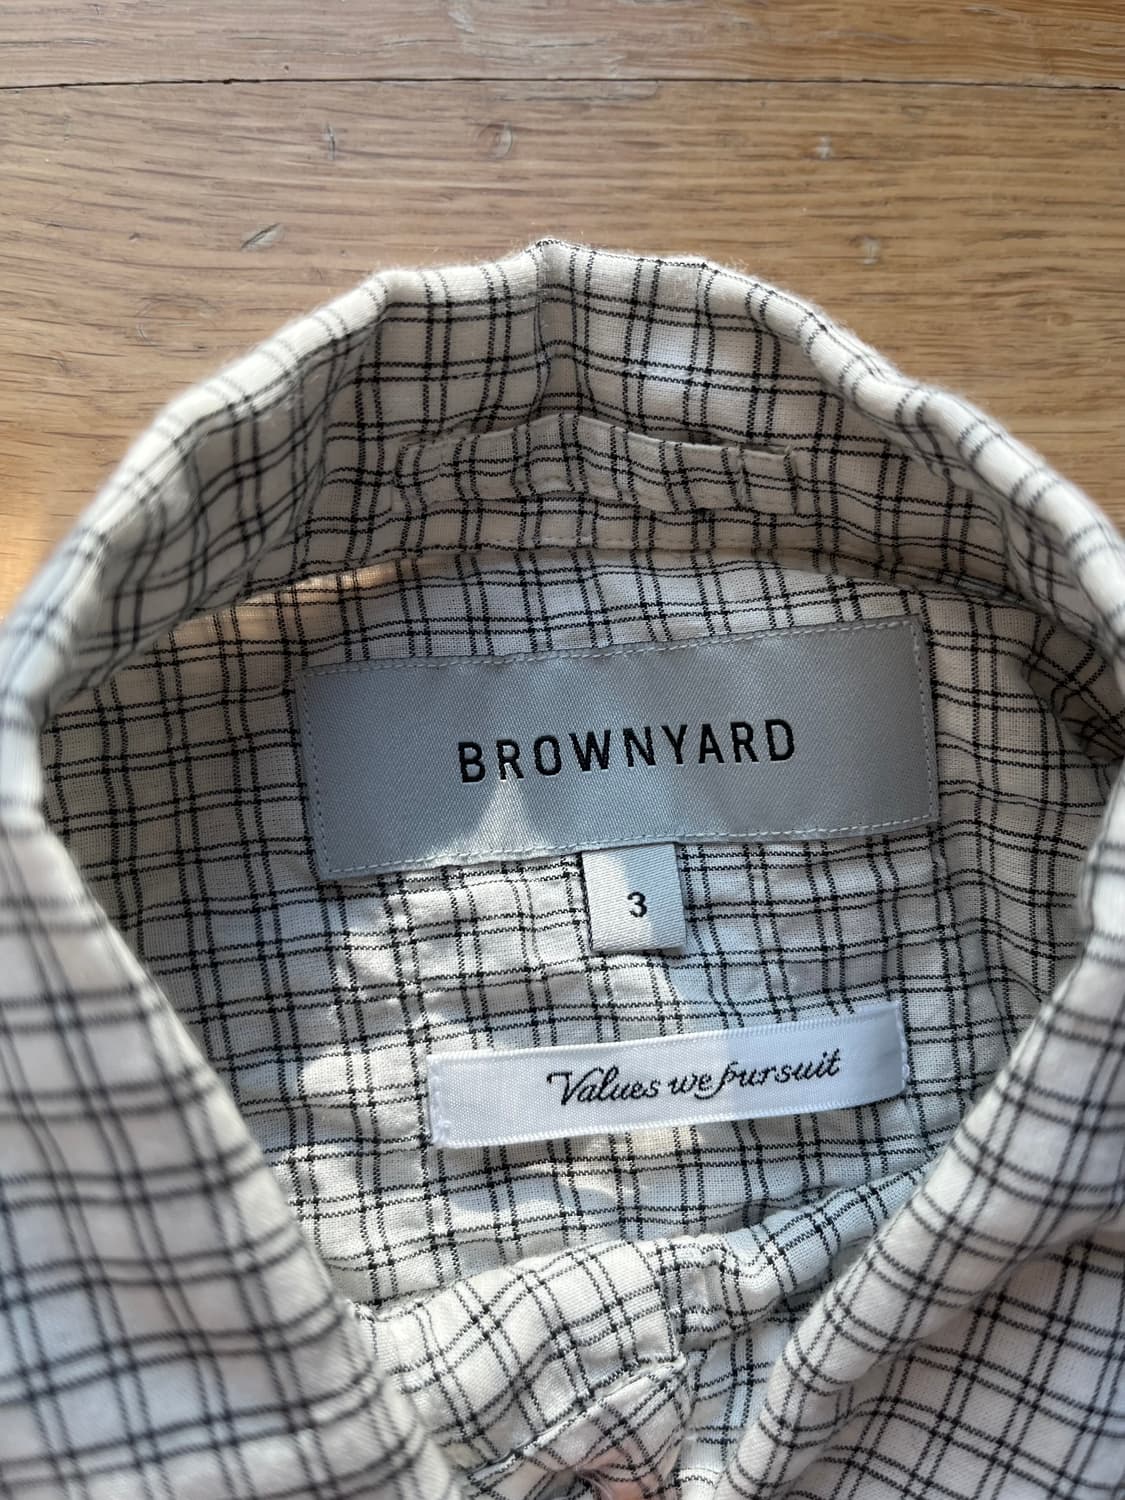 BROWNYARD
3
Values we pursuit